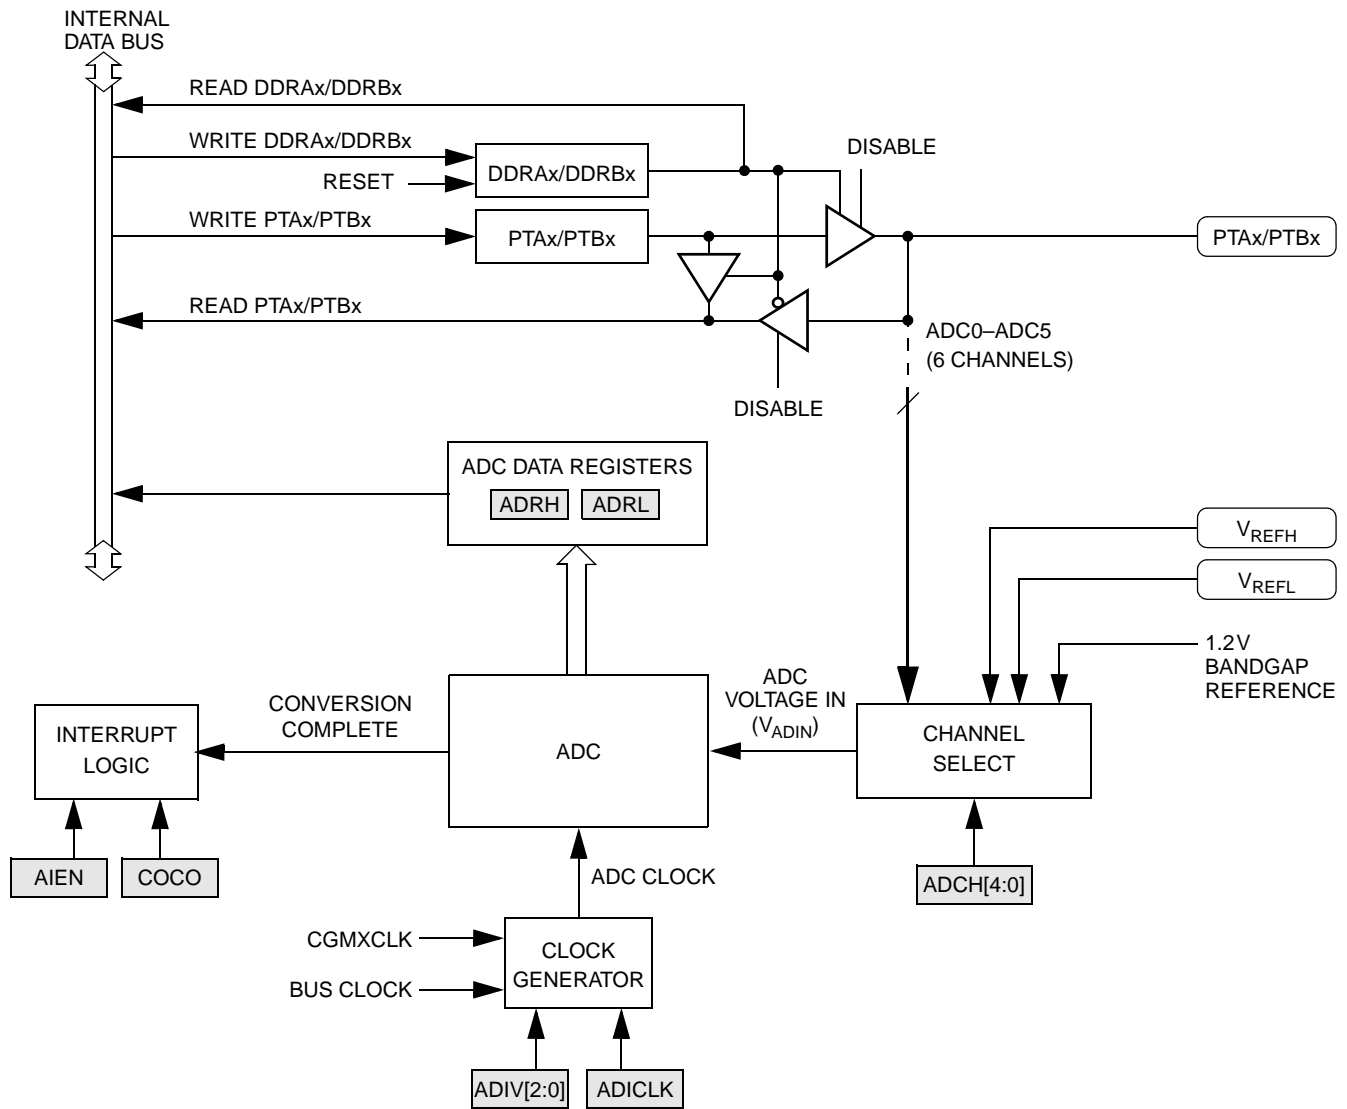 INTERNAL
DATA BUS
READ DDRAx/DDRBx
WRITE DDRAx/DDRBx
DISABLE
DDRAx/DDRBx
RESET
WRITE PTAx/PTBx
PTAx/PTBx
PTAx/PTBx
READ PTAx/PTBx
ADC0–ADC5
(6 CHANNELS)
DISABLE
ADC DATA REGISTERS
ADRH
ADRL
VREFH
VREFL
1.2V
BANDGAP
REFERENCE
ADC
VOLTAGE IN
(VADIN)
CONVERSION
COMPLETE
INTERRUPT
LOGIC
ADC
CHANNEL
SELECT
AIEN
COCO
ADC CLOCK
ADCH[4:0]
CGMXCLK
CLOCK
GENERATOR
BUS CLOCK
ADIV[2:0]
ADICLK